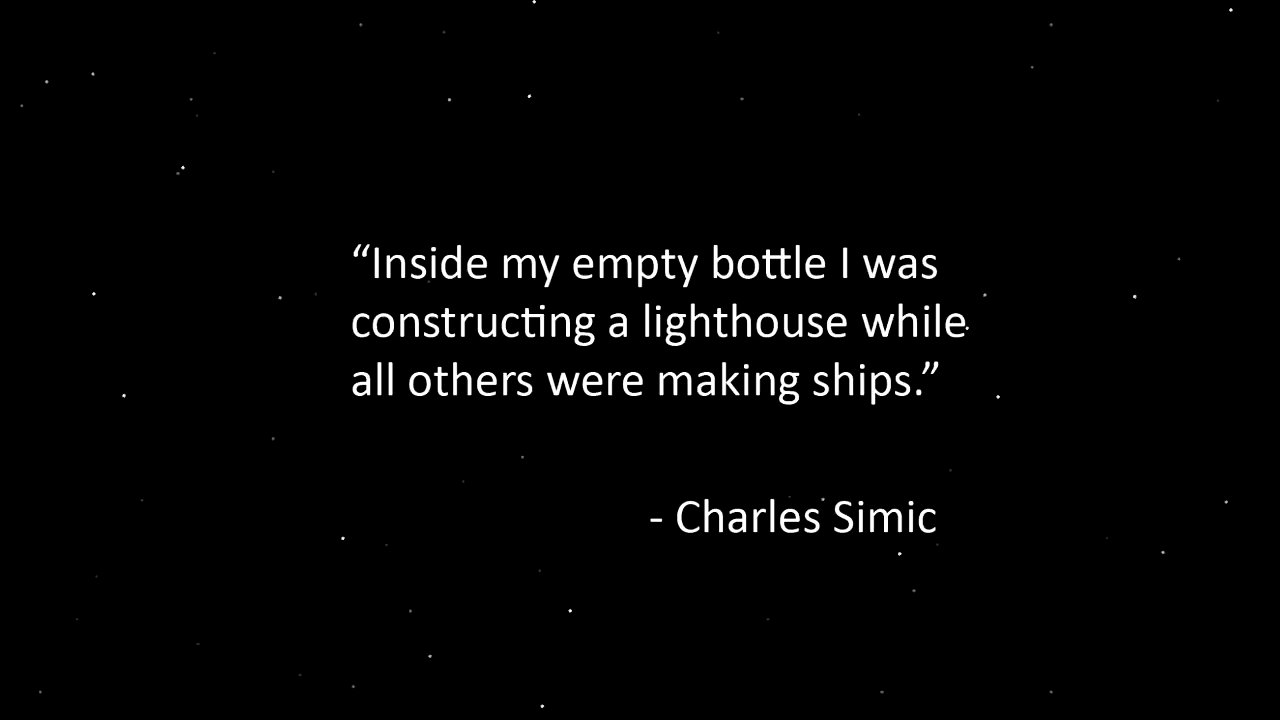 “Inside my empty bottle I was
constructing a lighthouse while
all others were making ships.”
- Charles Simic